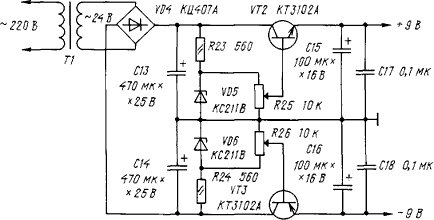 VD4 КЦ407А
VT2 КТ3102А
+9 В
~220 В
~24 В
T1
R23 560
C15
100 мк ×
×16 В
C13
470 мк ×
×25 В
C17 0,1 мк
VD5
КС211В
R25 10 к
VD6
КС211В
R26 10 к
C16
100 мк ×
×16 В
C14
470 мк ×
×25 В
R24 560
C18 0,1 мк
VT3
КТ3102А
-9 В